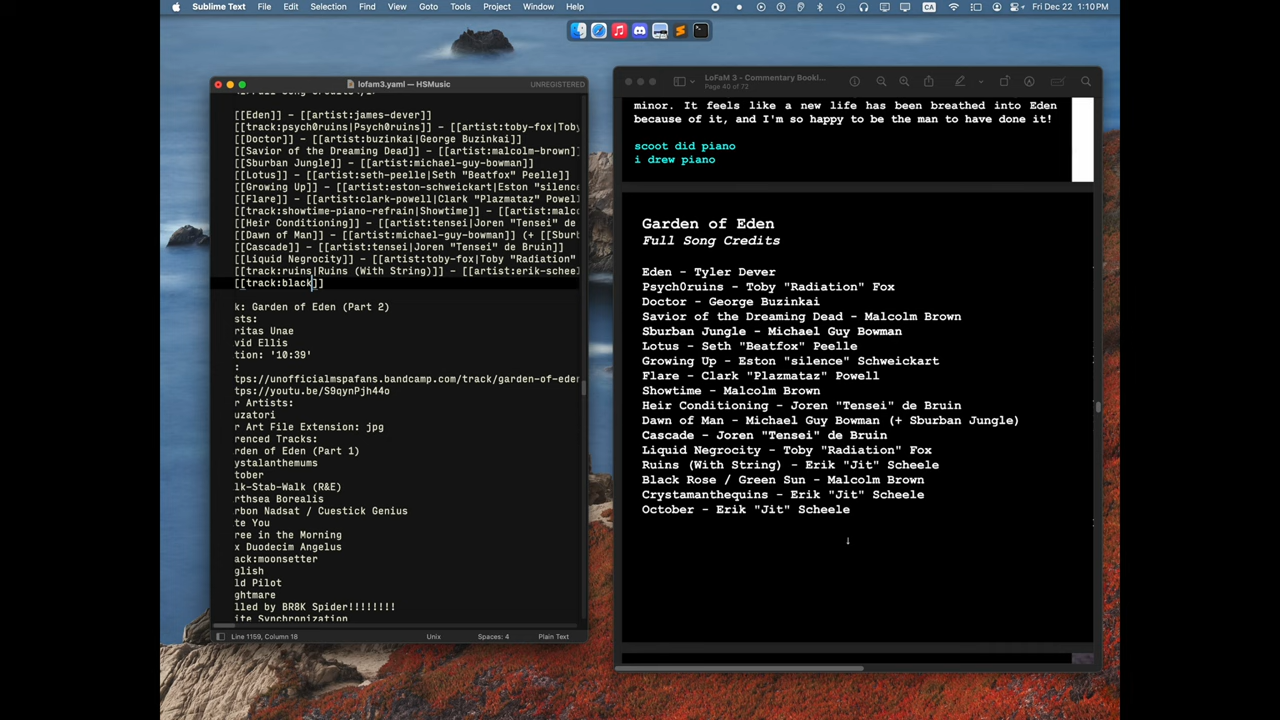 Sublime Text File Edit Selection Find View Goto Tools Project Window Help
CA Fri Dec 22 1:10 PM
lofam3.yaml — HSMusic
UNREGISTERED
[[Eden]] – [[artist:james-dever]]
[[track:psych0ruins|Psych0ruins]] – [[artist:toby-fox|Toby
[[Doctor]] – [[artist:buzinkai|George Buzinkai]]
[[Savior of the Dreaming Dead]] – [[artist:malcolm-brown]]
[[Sburban Jungle]] – [[artist:michael-guy-bowman]]
[[Lotus]] – [[artist:seth-peelle|Seth "Beatfox" Peelle]]
[[Growing Up]] – [[artist:eston-schweickart|Eston "silence
[[Flare]] – [[artist:clark-powell|Clark "Plazmataz" Powell
[[track:showtime-piano-refrain|Showtime]] – [[artist:malco
[[Heir Conditioning]] – [[artist:tensei|Joren "Tensei" de
[[Dawn of Man]] – [[artist:michael-guy-bowman]] (+ [[Sburb
[[Cascade]] – [[artist:tensei|Joren "Tensei" de Bruin]]
[[Liquid Negrocity]] – [[artist:toby-fox|Toby "Radiation"
[[track:ruins|Ruins (With String)]] – [[artist:erik-scheel
[[track:black]]
k: Garden of Eden (Part 2)
sts:
ritas Unae
vid Ellis
tion: '10:39'
:
tps://unofficialmspafans.bandcamp.com/track/garden-of-eden
tps://youtu.be/S9qynPjh44o
r Artists:
uzatori
r Art File Extension: jpg
renced Tracks:
rden of Eden (Part 1)
ystalanthemums
tober
lk-Stab-Walk (R&E)
rthsea Borealis
rbon Nadsat / Cuestick Genius
te You
ree in the Morning
x Duodecim Angelus
ack:moonsetter
glish
ld Pilot
ghtmare
lled by BR8K Spider!!!!!!!!
ite Synchronization
Line 1159, Column 18
Unix
Spaces: 4
Plain Text
LoFaM 3 - Commentary Bookl...
Page 40 of 72
minor. It feels like a new life has been breathed into Eden
because of it, and I'm so happy to be the man to have done it!
scoot did piano
i drew piano
Garden of Eden
Full Song Credits
Eden – Tyler Dever
Psych0ruins – Toby "Radiation" Fox
Doctor – George Buzinkai
Savior of the Dreaming Dead – Malcolm Brown
Sburban Jungle – Michael Guy Bowman
Lotus – Seth "Beatfox" Peelle
Growing Up – Eston "silence" Schweickart
Flare – Clark "Plazmataz" Powell
Showtime – Malcolm Brown
Heir Conditioning – Joren "Tensei" de Bruin
Dawn of Man – Michael Guy Bowman (+ Sburban Jungle)
Cascade – Joren "Tensei" de Bruin
Liquid Negrocity – Toby "Radiation" Fox
Ruins (With String) – Erik "Jit" Scheele
Black Rose / Green Sun – Malcolm Brown
Crystamanthequins – Erik "Jit" Scheele
October – Erik "Jit" Scheele
↓